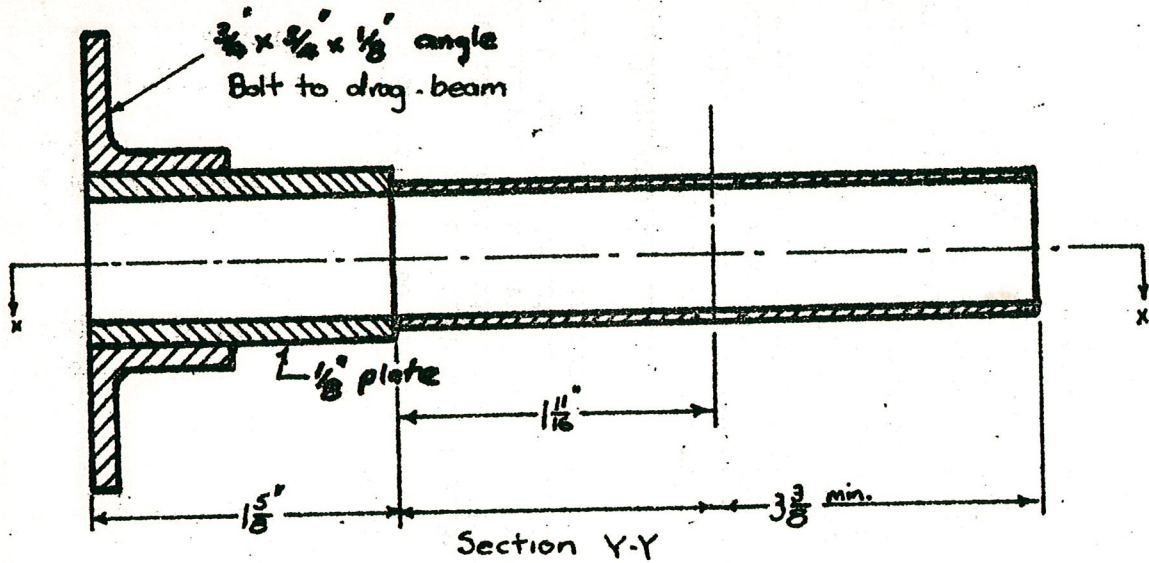 3/4" x 3/4" x 1/8" angle
Bolt to drag beam
x
x
1/8" plate
1 11/16"
1 5/8"
3 3/8 min.
Section Y-Y